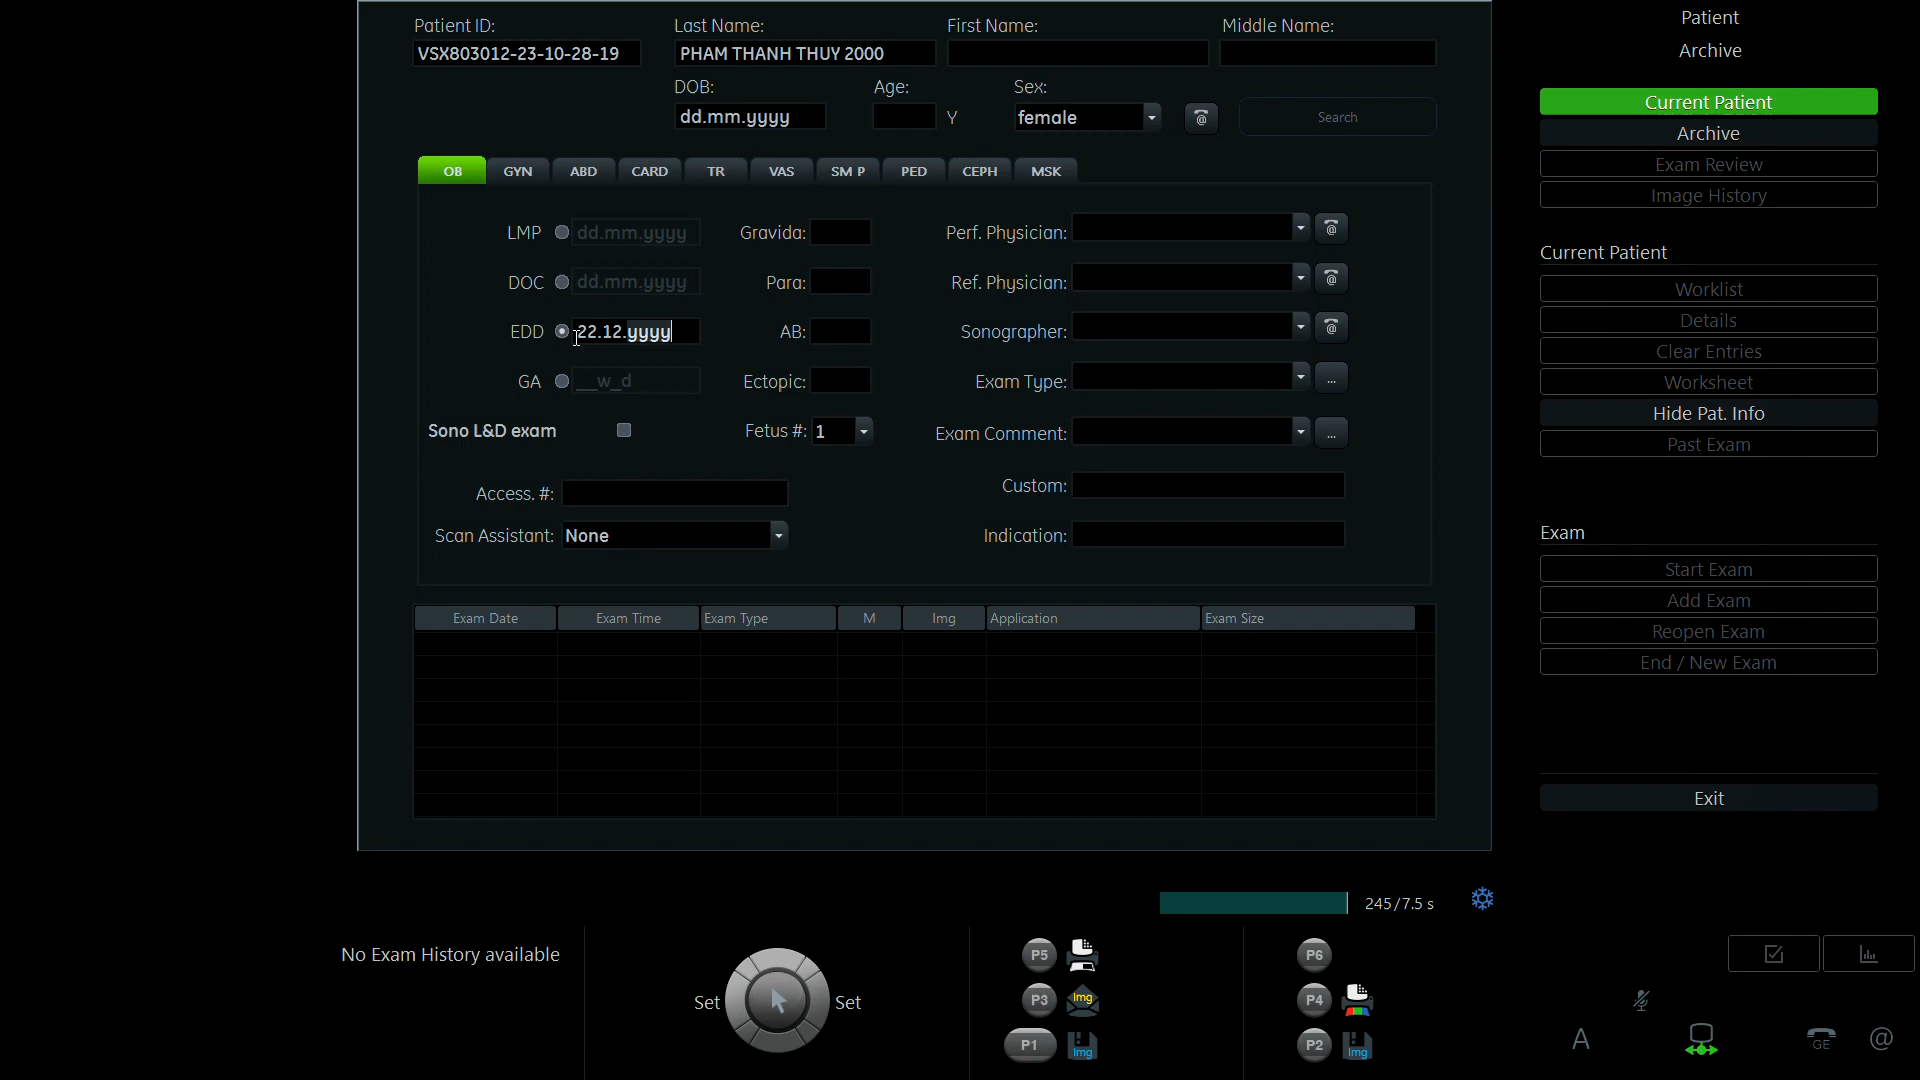 Patient ID: Last Name: First Name: Middle Name:
VSX803012-23-10-28-19 PHAM THANH THUY 2000
DOB: Age: Sex:
dd.mm.yyyy Y female Search
OB GYN ABD CARD TR VAS SM P PED CEPH MSK
LMP dd.mm.yyyy Gravida: Perf. Physician:
DOC dd.mm.yyyy Para: Ref. Physician:
EDD 22.12.yyyy AB: Sonographer:
GA __w_d Ectopic: Exam Type: ...
Sono L&D exam Fetus #: 1 Exam Comment: ...
Access. #: Custom:
Scan Assistant: None Indication:
Exam Date Exam Time Exam Type M Img Application Exam Size
245/7.5 s
No Exam History available
Set Set
P5
P3 Img
P1 Img
P6
P4
P2 Img
Patient
Archive
Current Patient
Archive
Exam Review
Image History
Current Patient
Worklist
Details
Clear Entries
Worksheet
Hide Pat. Info
Past Exam
Exam
Start Exam
Add Exam
Reopen Exam
End / New Exam
Exit
A GE @